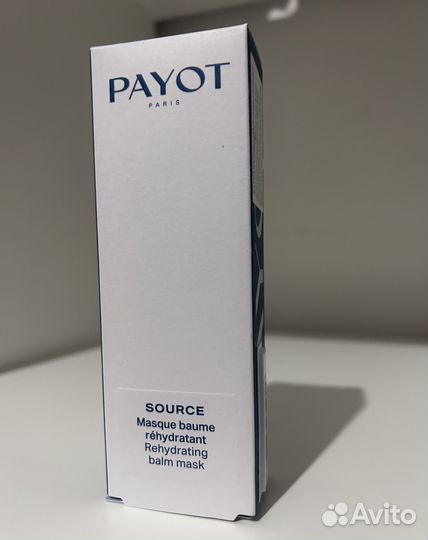 PAYOT
PARIS
SOURCE
Masque baume
réhydratant
Rehydrating
balm mask
Avito